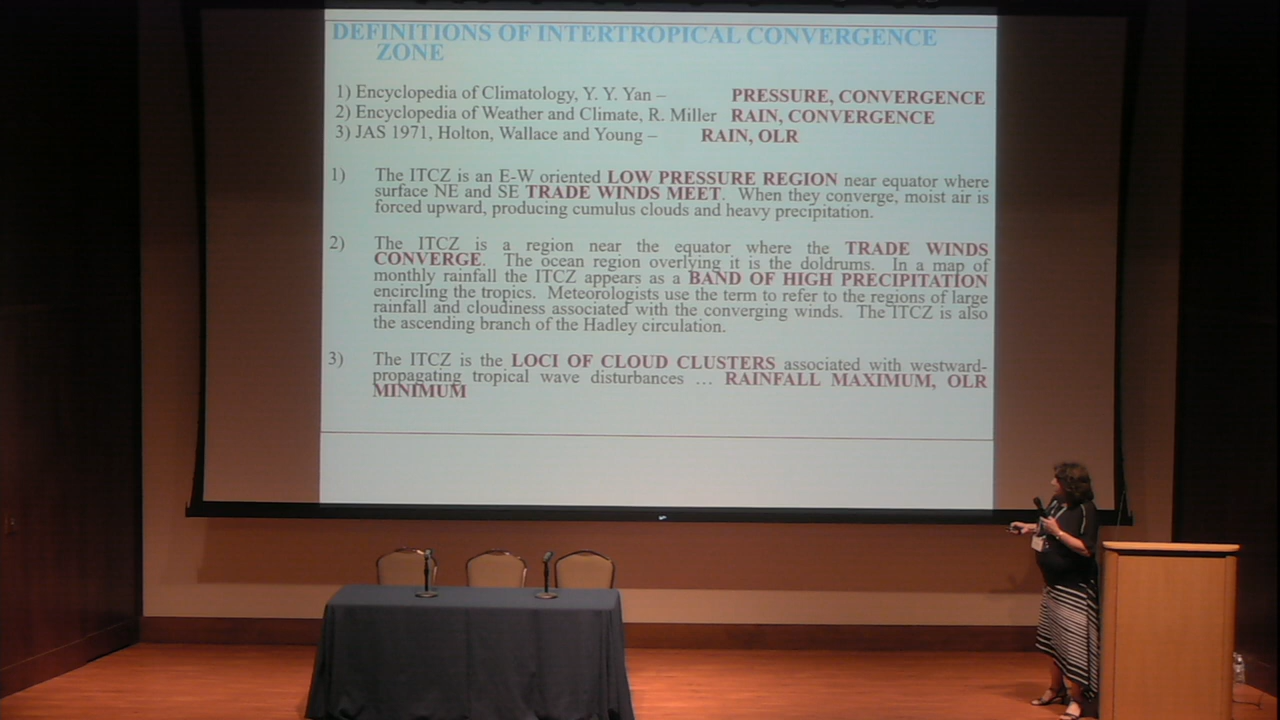 DEFINITIONS OF INTERTROPICAL CONVERGENCE
ZONE
1) Encyclopedia of Climatology, Y. Y. Yan – PRESSURE, CONVERGENCE
2) Encyclopedia of Weather and Climate, R. Miller RAIN, CONVERGENCE
3) JAS 1971, Holton, Wallace and Young – RAIN, OLR
1) The ITCZ is an E-W oriented LOW PRESSURE REGION near equator where
surface NE and SE TRADE WINDS MEET. When they converge, moist air is
forced upward, producing cumulus clouds and heavy precipitation.
2) The ITCZ is a region near the equator where the TRADE WINDS
CONVERGE. The ocean region overlying it is the doldrums. In a map of
monthly rainfall the ITCZ appears as a BAND OF HIGH PRECIPITATION
encircling the tropics. Meteorologists use the term to refer to the regions of large
rainfall and cloudiness associated with the converging winds. The ITCZ is also
the ascending branch of the Hadley circulation.
3) The ITCZ is the LOCI OF CLOUD CLUSTERS associated with westward-
propagating tropical wave disturbances … RAINFALL MAXIMUM, OLR
MINIMUM